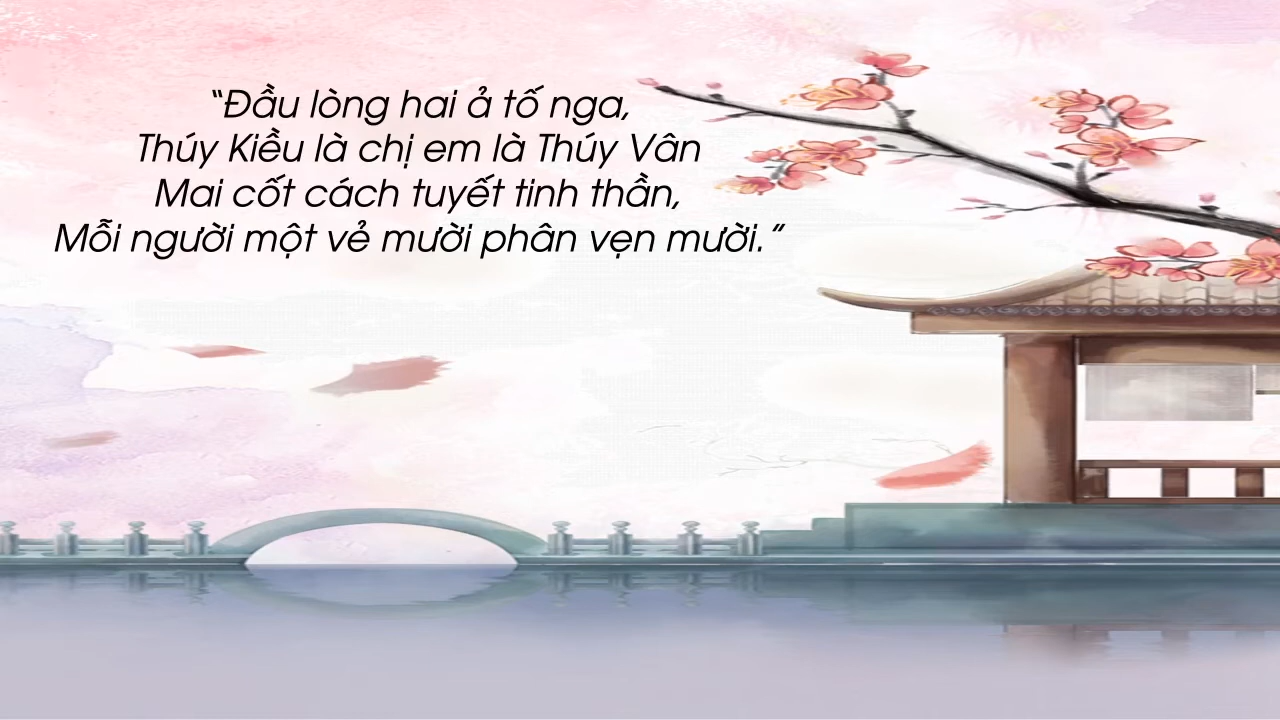 “Đầu lòng hai ả tố nga,
Thúy Kiều là chị em là Thúy Vân
Mai cốt cách tuyết tinh thần,
Mỗi người một vẻ mười phân vẹn mười.”